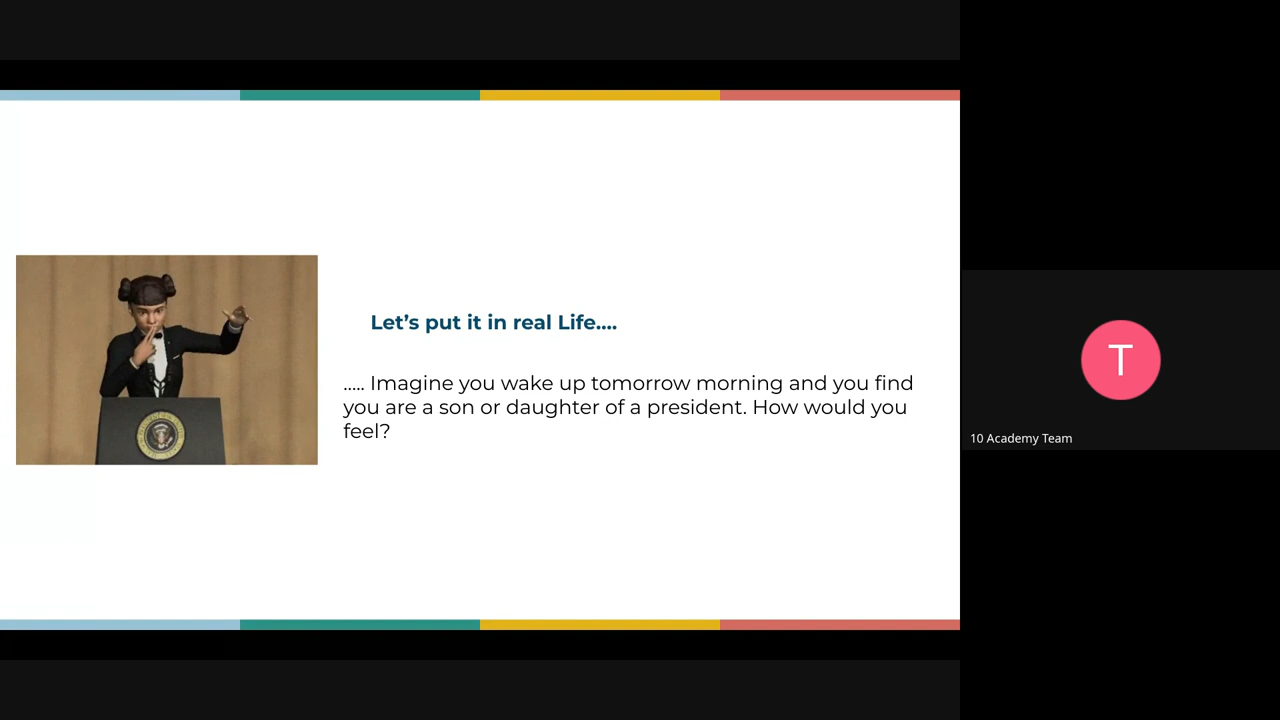 Let’s put it in real Life....
..... Imagine you wake up tomorrow morning and you find
you are a son or daughter of a president. How would you
feel?
T
10 Academy Team